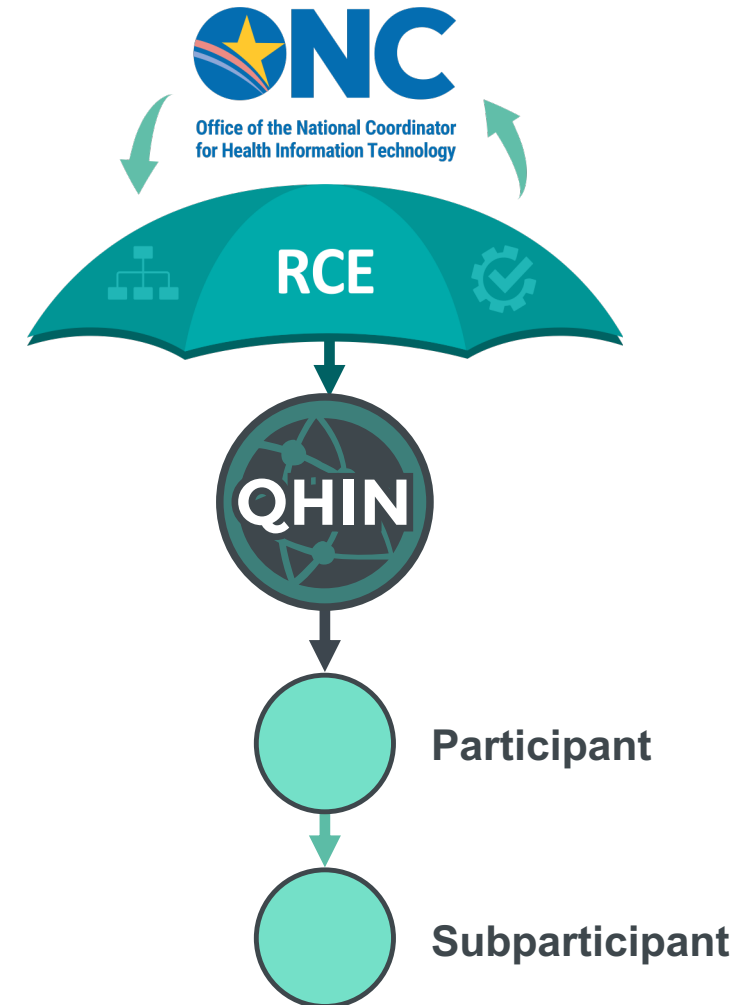 ONC
Office of the National Coordinator
for Health Information Technology
RCE
QHIN
Participant
Subparticipant